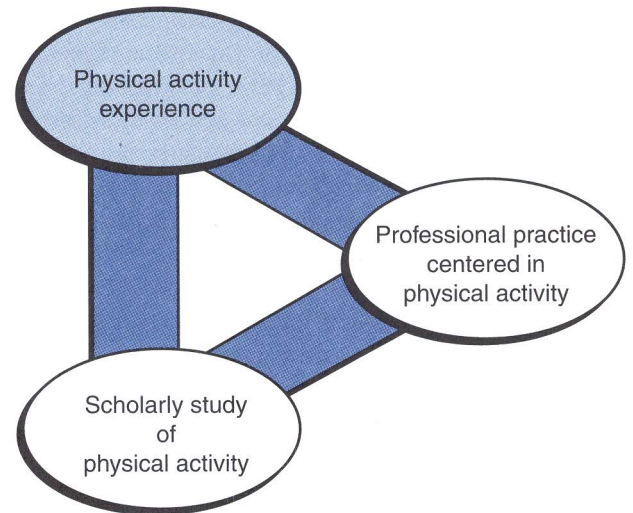 Physical activity
experience
Professional practice
centered in
physical activity
Scholarly study
of
physical activity